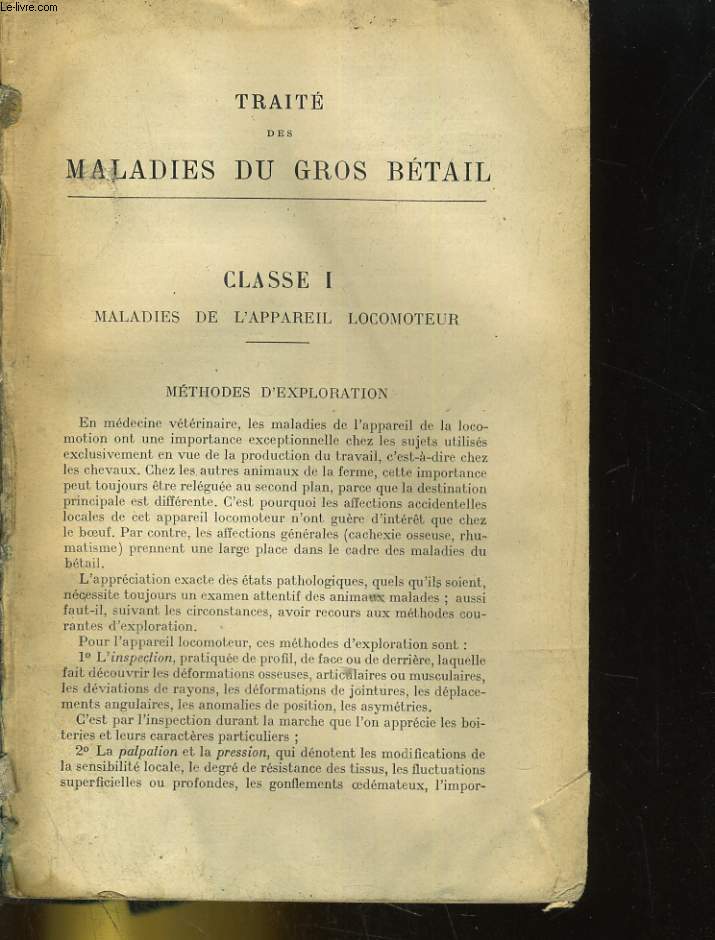 Le-livre.com
TRAITÉ
DES
MALADIES DU GROS BÉTAIL
CLASSE I
MALADIES DE L'APPAREIL LOCOMOTEUR
MÉTHODES D'EXPLORATION
En médecine vétérinaire, les maladies de l'appareil de la loco-
motion ont une importance exceptionnelle chez les sujets utilisés
exclusivement en vue de la production du travail, c'est-à-dire chez
les chevaux. Chez les autres animaux de la ferme, cette importance
peut toujours être reléguée au second plan, parce que la destination
principale est différente. C'est pourquoi les affections accidentelles
locales de cet appareil locomoteur n'ont guère d'intérêt que chez
le bœuf. Par contre, les affections générales (cachexie osseuse, rhu-
matisme) prennent une large place dans le cadre des maladies du
bétail.
L'appréciation exacte des états pathologiques, quels qu'ils soient,
nécessite toujours un examen attentif des animaux malades ; aussi
faut-il, suivant les circonstances, avoir recours aux méthodes cou-
rantes d'exploration.
Pour l'appareil locomoteur, ces méthodes d'exploration sont :
1º L'inspection, pratiquée de profil, de face ou de derrière, laquelle
fait découvrir les déformations osseuses, articulaires ou musculaires,
les déviations de rayons, les déformations de jointures, les déplace-
ments angulaires, les anomalies de position, les asymétries.
C'est par l'inspection durant la marche que l'on apprécie les boi-
teries et leurs caractères particuliers ;
2º La palpation et la pression, qui dénotent les modifications de
la sensibilité locale, le degré de résistance des tissus, les fluctuations
superficielles ou profondes, les gonflements œdémateux, l'impor-